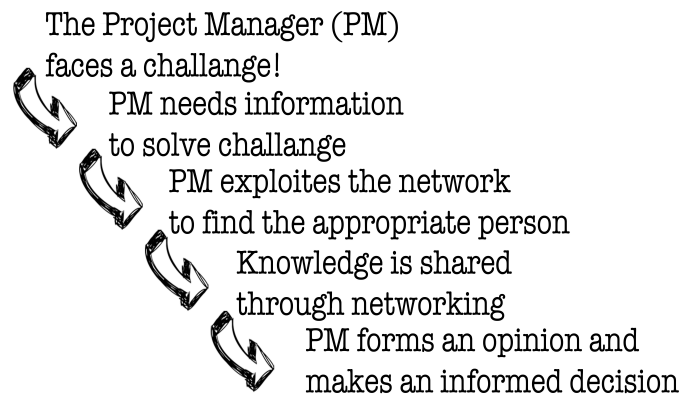 The Project Manager (PM)
faces a challange!
PM needs information
to solve challange
PM exploites the network
to find the appropriate person
Knowledge is shared
through networking
PM forms an opinion and
makes an informed decision